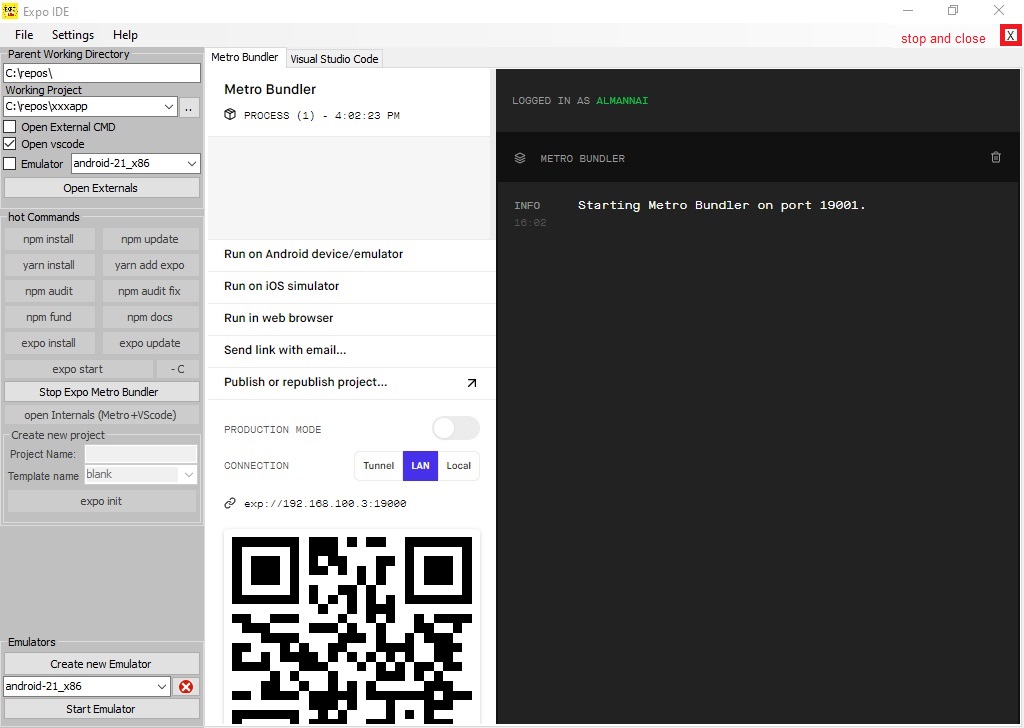 Expo IDE
File Settings Help
stop and close X
Parent Working Directory
C:\repos\
Working Project
C:\repos\xxxapp ..
Open External CMD
Open vscode
Emulator android-21_x86
Open Externals
hot Commands
npm install npm update
yarn install yarn add expo
npm audit npm audit fix
npm fund npm docs
expo install expo update
expo start - C
Stop Expo Metro Bundler
open Internals (Metro+VScode)
Create new project
Project Name:
Template name blank
expo init
Emulators
Create new Emulator
android-21_x86
Start Emulator
Metro Bundler Visual Studio Code
Metro Bundler
PROCESS (1) - 4:02:23 PM
Run on Android device/emulator
Run on iOS simulator
Run in web browser
Send link with email...
Publish or republish project...
PRODUCTION MODE
CONNECTION Tunnel LAN Local
exp://192.168.100.3:19000
LOGGED IN AS ALMANNAI
METRO BUNDLER
INFO Starting Metro Bundler on port 19001.
16:02